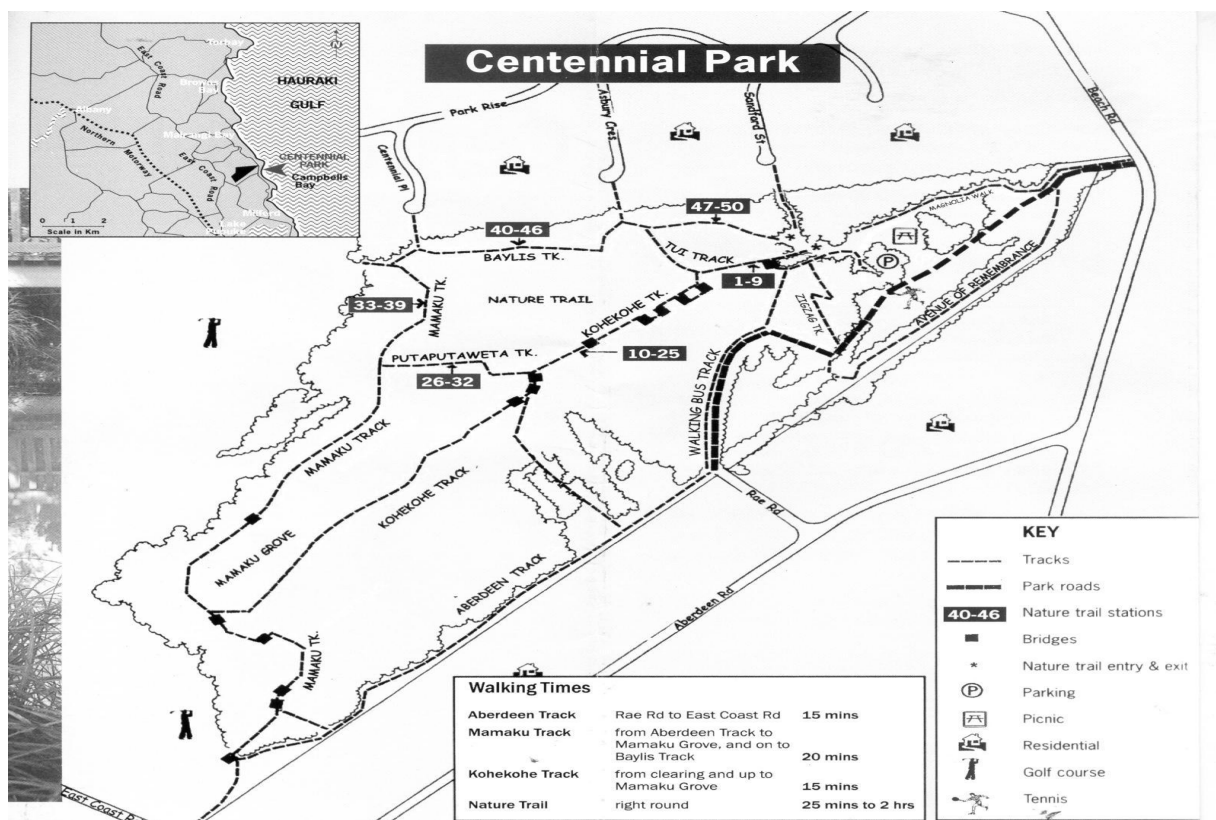 Centennial Park
Torbay
HAURAKI
GULF
East
Coast
Road
Browns
Bay
Albany
Mairangi Bay
Northern
Motorway
East
Coast
Road
CENTENNIAL
PARK
Campbells
Bay
Milford
Lake
0 1 2
Scale in Km
N
Park Rise
Centennial Pl
Asbury Cres
Sandford St
Beach Rd
47-50
40-46
BAYLIS TK.
TUI TRACK
MAGNOLIA WALK
P
1-9
33-39
MAMAKU TK.
NATURE TRAIL
KOHEKOHE TK.
ZIGZAG TK
AVENUE OF REMEMBRANCE
PUTAPUTAWETA TK.
10-25
26-32
WALKING BUS TRACK
MAMAKU TRACK
KOHEKOHE TRACK
Rae Rd
MAMAKU GROVE
ABERDEEN TRACK
Aberdeen Rd
MAMAKU TK.
East Coast R
KEY
Tracks
Park roads
40-46 Nature trail stations
Bridges
* Nature trail entry & exit
P Parking
Picnic
Residential
Golf course
Tennis
Walking Times
Aberdeen Track Rae Rd to East Coast Rd 15 mins
Mamaku Track from Aberdeen Track to
Mamaku Grove, and on to
Baylis Track 20 mins
Kohekohe Track from clearing and up to
Mamaku Grove 15 mins
Nature Trail right round 25 mins to 2 hrs